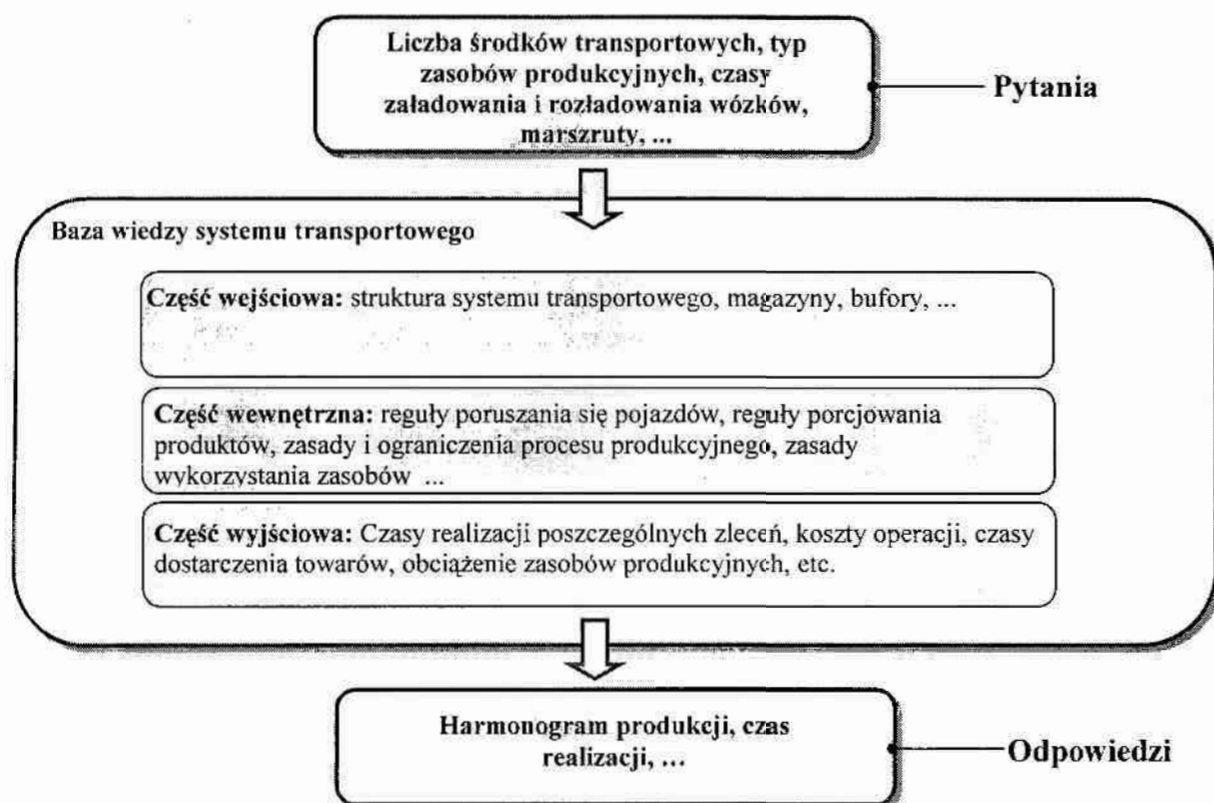 Liczba środków transportowych, typ
zasobów produkcyjnych, czasy
załadowania i rozładowania wózków,
marszruty, ...
Pytania
Baza wiedzy systemu transportowego
Część wejściowa: struktura systemu transportowego, magazyny, bufory, ...
Część wewnętrzna: reguły poruszania się pojazdów, reguły porcjowania
produktów, zasady i ograniczenia procesu produkcyjnego, zasady
wykorzystania zasobów ...
Część wyjściowa: Czasy realizacji poszczególnych zleceń, koszty operacji, czasy
dostarczenia towarów, obciążenie zasobów produkcyjnych, etc.
Harmonogram produkcji, czas
realizacji, ...
Odpowiedzi